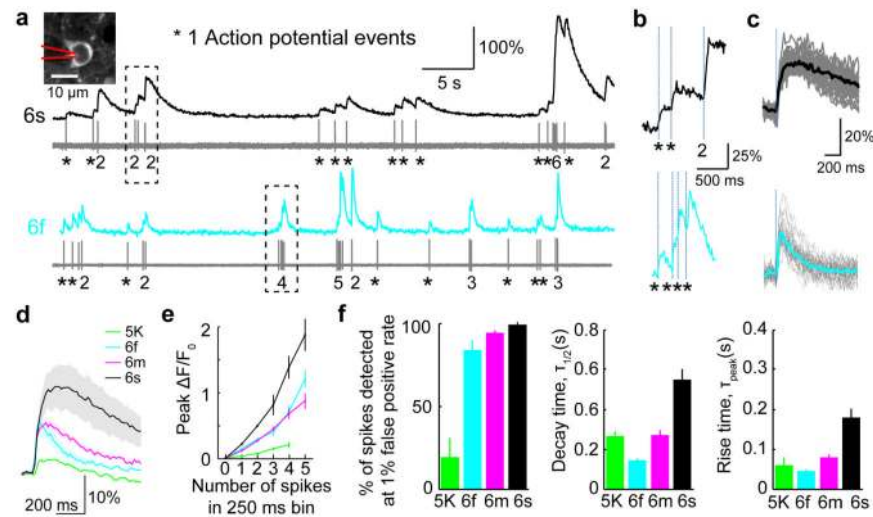 a
* 1 Action potential events
100%
5 s
10 µm
6s
* * 2 2 2 * * * * * * * * 6 * 2
6f
* * 2 * 2 4 5 2 * * 3 * * * 3
b
* * 2
25%
500 ms
* * * *
c
20%
200 ms
d
5K
6f
6m
6s
10%
200 ms
e
Peak ΔF/F0
2
1
0
0 1 2 3 4 5
Number of spikes
in 250 ms bin
f
% of spikes detected
at 1% false positive rate
100
50
0
5K 6f 6m 6s
Decay time, τ1/2(s)
0.8
0.6
0.2
0
5K 6f 6m 6s
Rise time, τpeak(s)
0.4
0.3
0.2
0.1
0
5K 6f 6m 6s